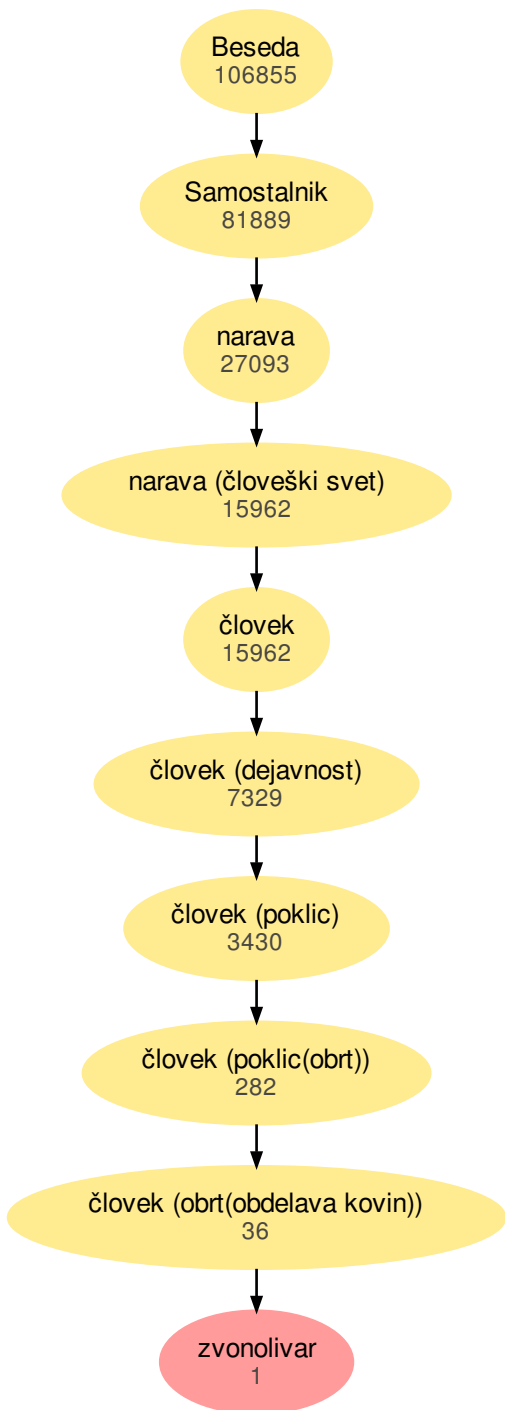 Beseda
106855
Samostalnik
81889
narava
27093
narava (človeški svet)
15962
človek
15962
človek (dejavnost)
7329
človek (poklic)
3430
človek (poklic(obrt))
282
človek (obrt(obdelava kovin))
36
zvonolivar
1